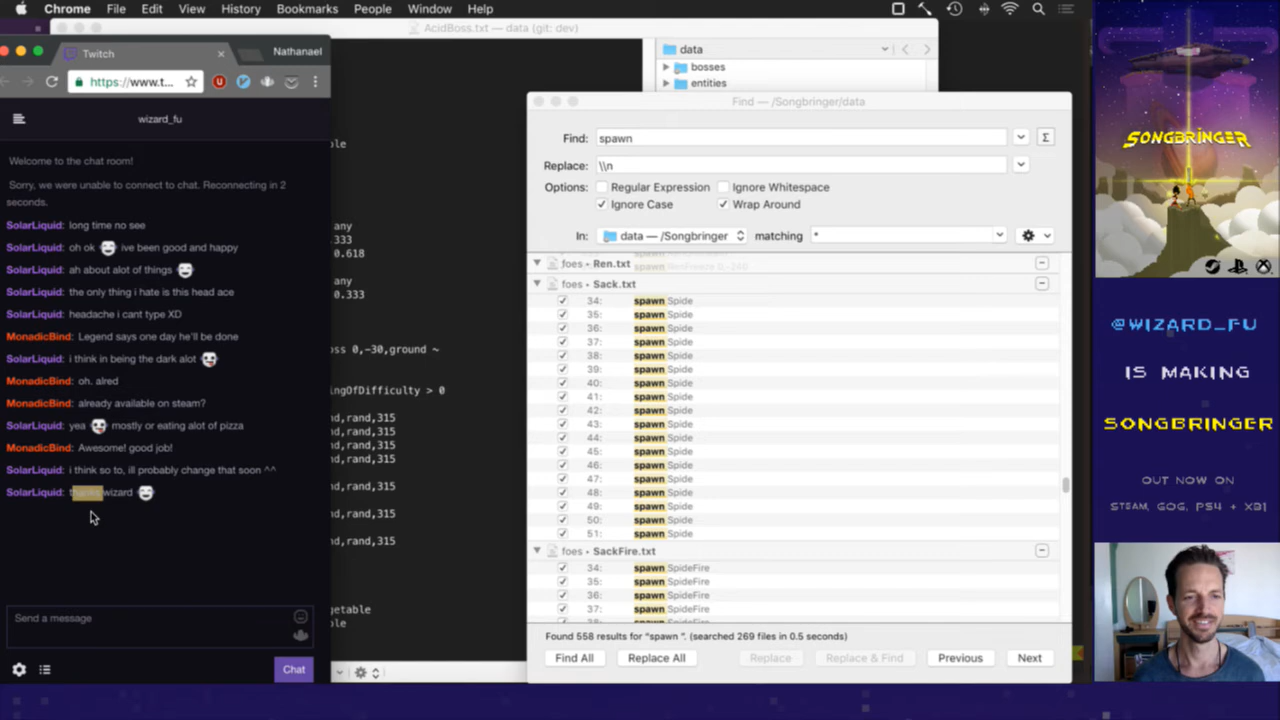 Chrome File Edit View History Bookmarks People Window Help
AcidBoss.txt — data (git: dev)
Twitch
Nathanael
https://www.t...
wizard_fu
Welcome to the chat room!
Sorry, we were unable to connect to chat. Reconnecting in 2
seconds.
SolarLiquid: long time no see
SolarLiquid: oh ok ive been good and happy
SolarLiquid: ah about alot of things
SolarLiquid: the only thing i hate is this head ace
SolarLiquid: headache i cant type XD
MonadicBind: Legend says one day he'll be done
SolarLiquid: i think in being the dark alot
MonadicBind: oh. alred
MonadicBind: already available on steam?
SolarLiquid: yea mostly or eating alot of pizza
MonadicBind: Awesome! good job!
SolarLiquid: i think so to, ill probably change that soon ^^
SolarLiquid: thanks wizard
Send a message
Chat
any
.333
0.618
any
0.333
oss 0,-30,ground ~
ingOfDifficulty > 0
nd,rand,315
nd,rand,315
nd,rand,315
nd,rand,315
nd,rand,315
nd,rand,315
getable
data
bosses
entities
Find — /Songbringer/data
Find: spawn
Replace: \\n
Options: Regular Expression Ignore Whitespace
Ignore Case Wrap Around
In: data — /Songbringer matching *
foes • Ren.txt
foes • Sack.txt
34: spawn Spide
35: spawn Spide
36: spawn Spide
37: spawn Spide
38: spawn Spide
39: spawn Spide
40: spawn Spide
41: spawn Spide
42: spawn Spide
43: spawn Spide
44: spawn Spide
45: spawn Spide
46: spawn Spide
47: spawn Spide
48: spawn Spide
49: spawn Spide
50: spawn Spide
51: spawn Spide
foes • SackFire.txt
34: spawn SpideFire
35: spawn SpideFire
36: spawn SpideFire
37: spawn SpideFire
Found 558 results for "spawn ". (searched 269 files in 0.5 seconds)
Find All Replace All Replace Replace & Find Previous Next
SONGBRINGER
@WIZARD_FU
IS MAKING
SONGBRINGER
OUT NOW ON
STEAM, GOG, PS4 + XB1